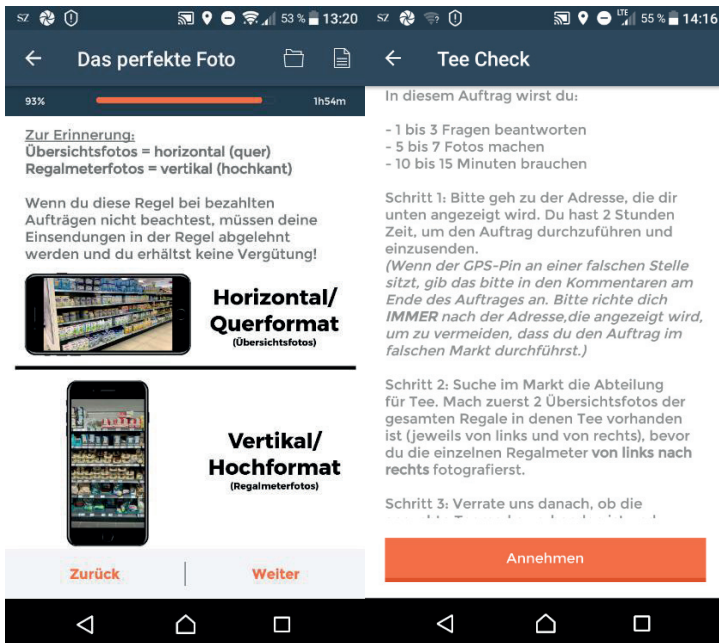 SZ
53 %
13:20
Das perfekte Foto
93%
1h54m
Zur Erinnerung:
Übersichtsfotos = horizontal (quer)
Regalmeterfotos = vertikal (hochkant)
Wenn du diese Regel bei bezahlten
Aufträgen nicht beachtest, müssen deine
Einsendungen in der Regel abgelehnt
werden und du erhältst keine Vergütung!
Horizontal/
Querformat
(Übersichtsfotos)
Vertikal/
Hochformat
(Regalmeterfotos)
Zurück
Weiter
SZ
LTE
55 %
14:16
Tee Check
In diesem Auftrag wirst du:
- 1 bis 3 Fragen beantworten
- 5 bis 7 Fotos machen
- 10 bis 15 Minuten brauchen
Schritt 1: Bitte geh zu der Adresse, die dir
unten angezeigt wird. Du hast 2 Stunden
Zeit, um den Auftrag durchzuführen und
einzusenden.
(Wenn der GPS-Pin an einer falschen Stelle
sitzt, gib das bitte in den Kommentaren am
Ende des Auftrages an. Bitte richte dich
IMMER nach der Adresse,die angezeigt wird,
um zu vermeiden, dass du den Auftrag im
falschen Markt durchführst.)
Schritt 2: Suche im Markt die Abteilung
für Tee. Mach zuerst 2 Übersichtsfotos der
gesamten Regale in denen Tee vorhanden
ist (jeweils von links und von rechts), bevor
du die einzelnen Regalmeter von links nach
rechts fotografierst.
Schritt 3: Verrate uns danach, ob die
Annehmen